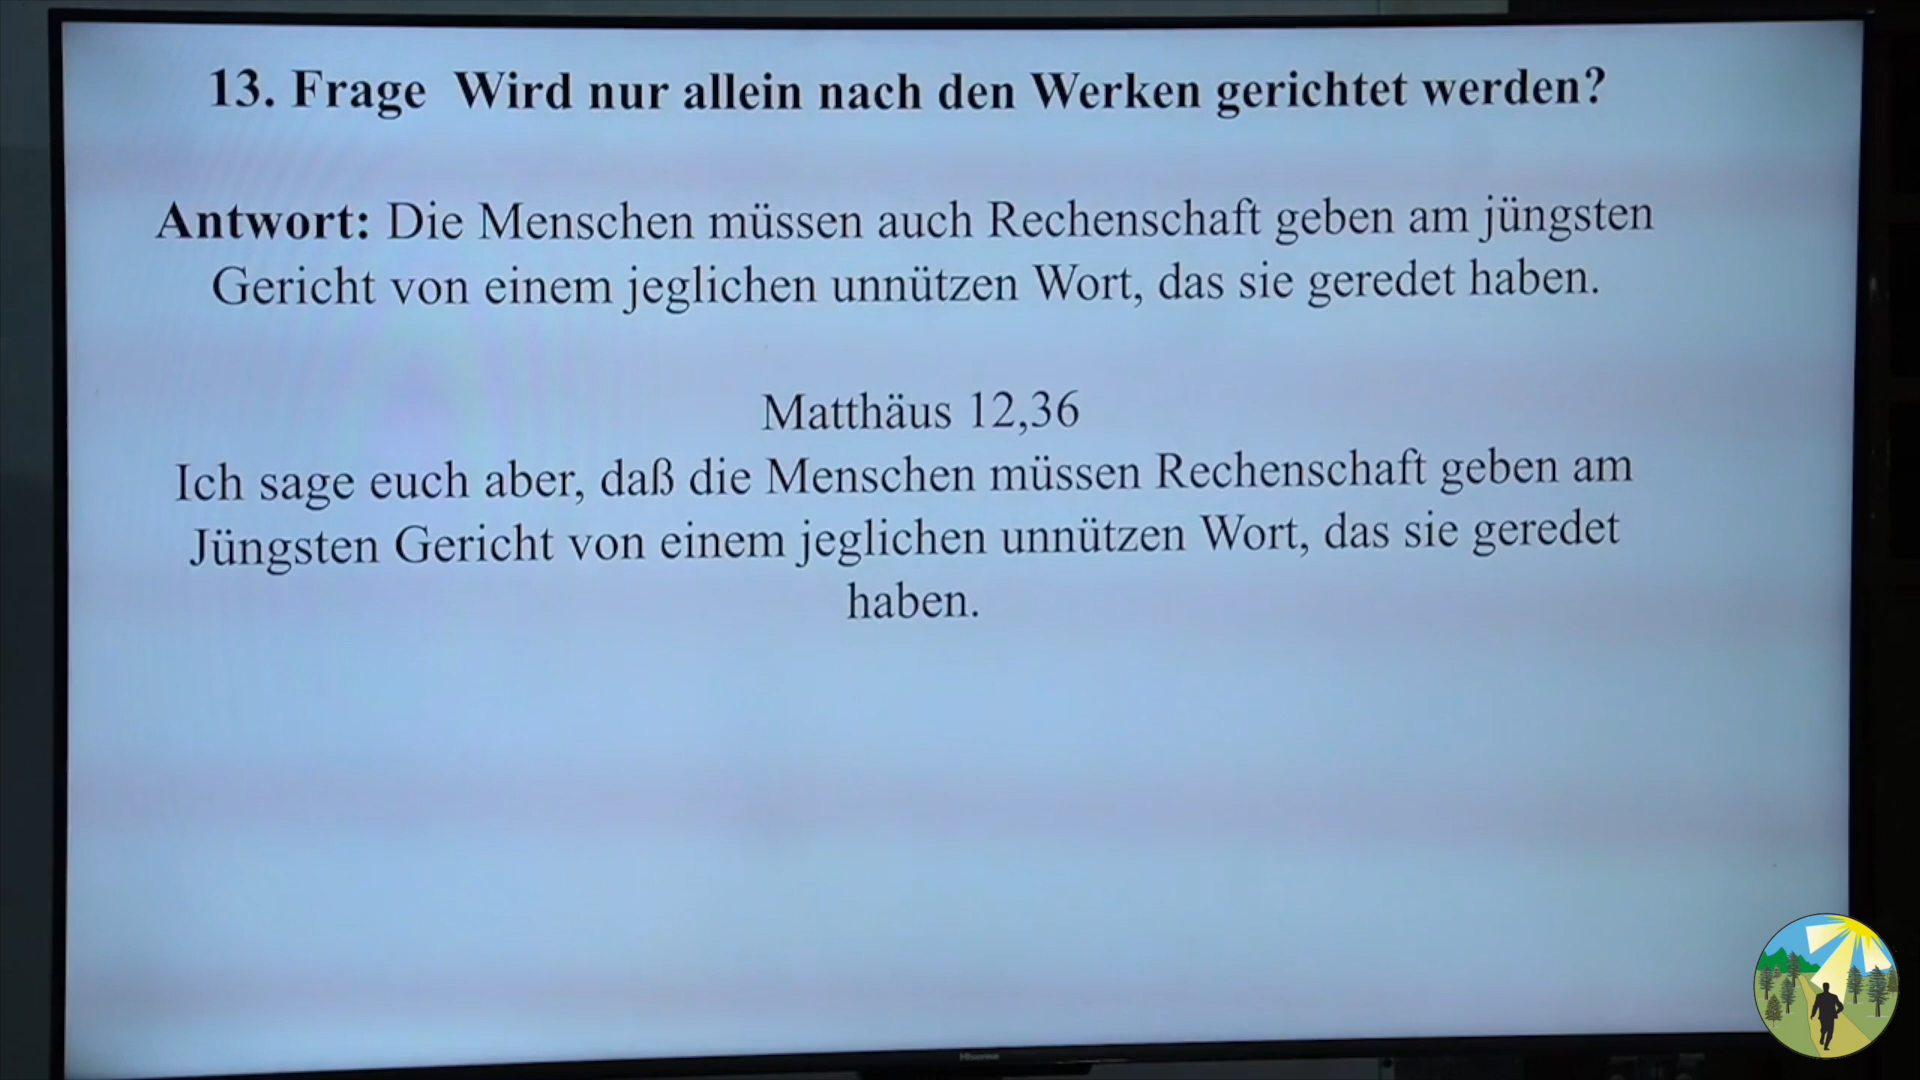 13. Frage Wird nur allein nach den Werken gerichtet werden?
Antwort: Die Menschen müssen auch Rechenschaft geben am jüngsten
Gericht von einem jeglichen unnützen Wort, das sie geredet haben.
Matthäus 12,36
Ich sage euch aber, daß die Menschen müssen Rechenschaft geben am
Jüngsten Gericht von einem jeglichen unnützen Wort, das sie geredet
haben.
Hisense